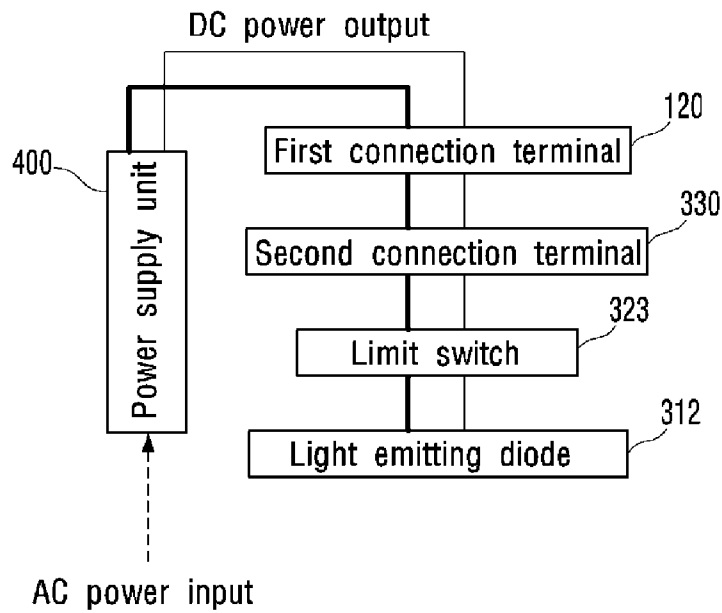 DC power output
120
First connection terminal
400
Power supply unit
330
Second connection terminal
323
Limit switch
312
Light emitting diode
AC power input